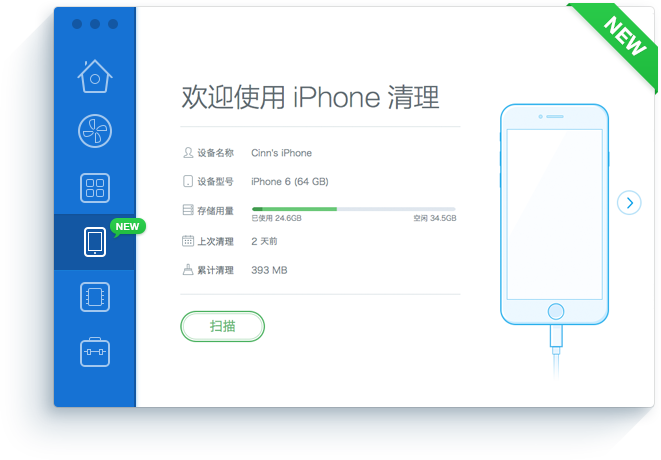 NEW
欢迎使用 iPhone 清理
设备名称 Cinn's iPhone
设备型号 iPhone 6 (64 GB)
存储用量
已使用 24.6GB 空闲 34.5GB
NEW
上次清理 2 天前
累计清理 393 MB
扫描